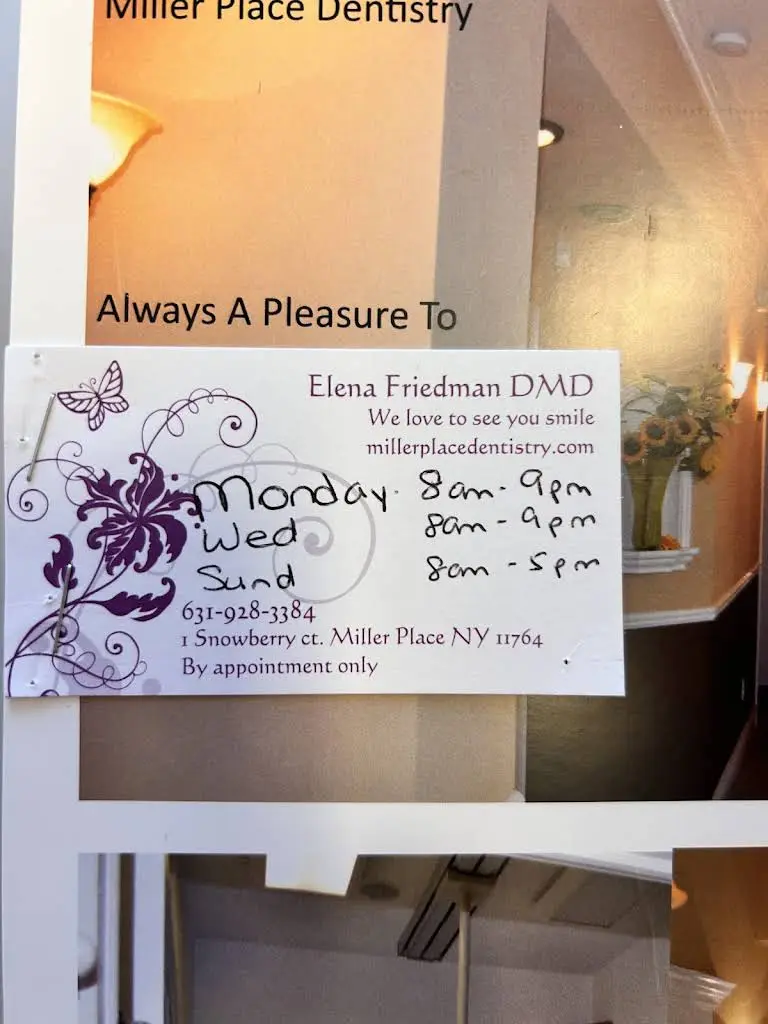 Miller Place Dentistry
Always A Pleasure To
Elena Friedman DMD
We love to see you smile
millerplacedentistry.com
Monday. 8am - 9pm
Wed 8am - 9pm
Sund 8am - 5pm
631-928-3384
1 Snowberry ct. Miller Place NY 11764
By appointment only